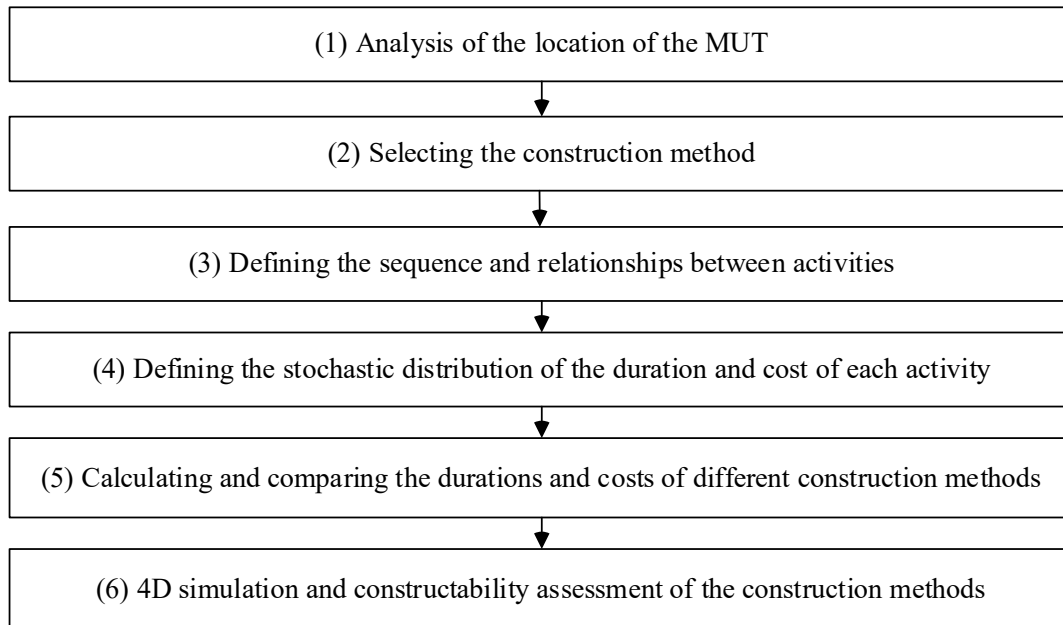 (1) Analysis of the location of the MUT
(2) Selecting the construction method
(3) Defining the sequence and relationships between activities
(4) Defining the stochastic distribution of the duration and cost of each activity
(5) Calculating and comparing the durations and costs of different construction methods
(6) 4D simulation and constructability assessment of the construction methods